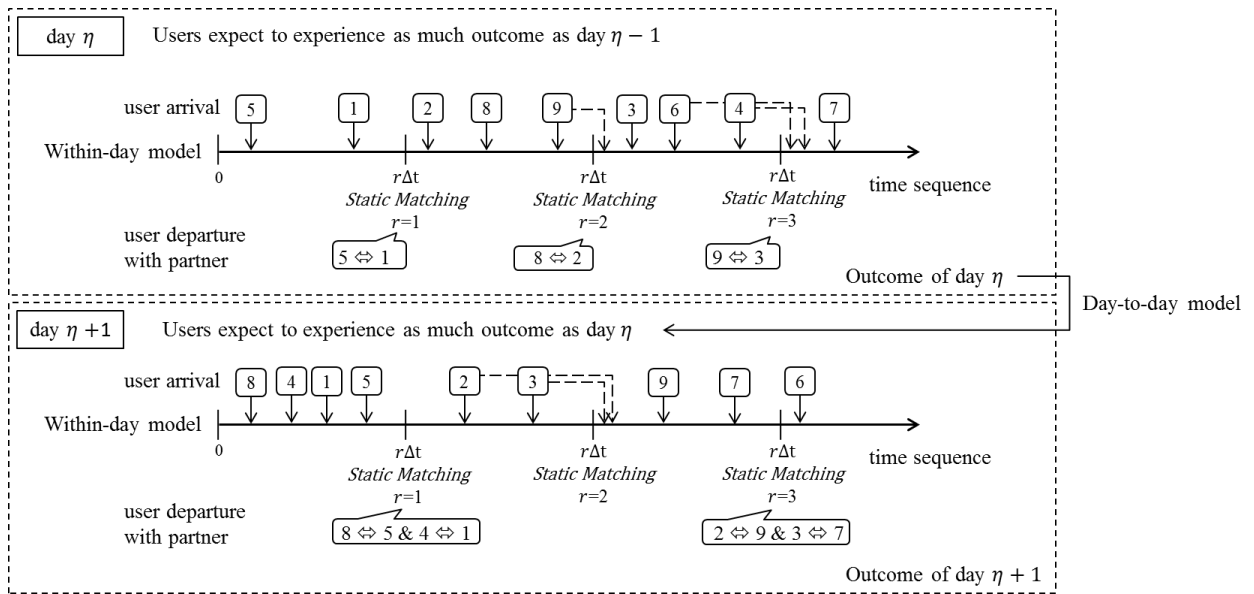 day η
Users expect to experience as much outcome as day η − 1
user arrival
5 1 2 8 9 3 6 4 7
Within-day model
0 rΔt rΔt rΔt time sequence
Static Matching Static Matching Static Matching
r=1 r=2 r=3
user departure
with partner
5 ⇔ 1 8 ⇔ 2 9 ⇔ 3
Outcome of day η
Day-to-day model
day η +1
Users expect to experience as much outcome as day η
user arrival
8 4 1 5 2 3 9 7 6
Within-day model
0 rΔt rΔt rΔt time sequence
Static Matching Static Matching Static Matching
r=1 r=2 r=3
user departure
with partner
8 ⇔ 5 & 4 ⇔ 1 2 ⇔ 9 & 3 ⇔ 7
Outcome of day η + 1